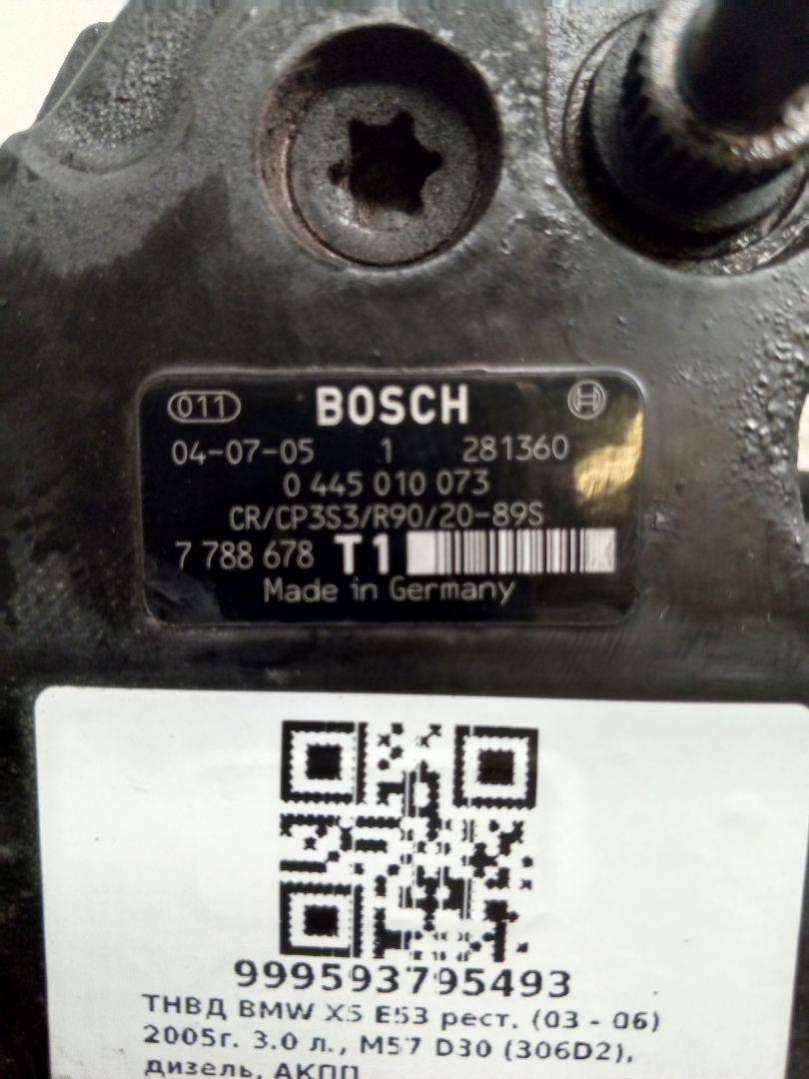 011 BOSCH
04-07-05 1 281360
0 445 010 073
CR/CP3S3/R90/20-89S
7 788 678 T1
Made in Germany
999593795493
ТНВД BMW X5 E53 рест. (03 - 06)
2005г. 3.0 л., M57 D30 (306D2),
дизель, АКПП